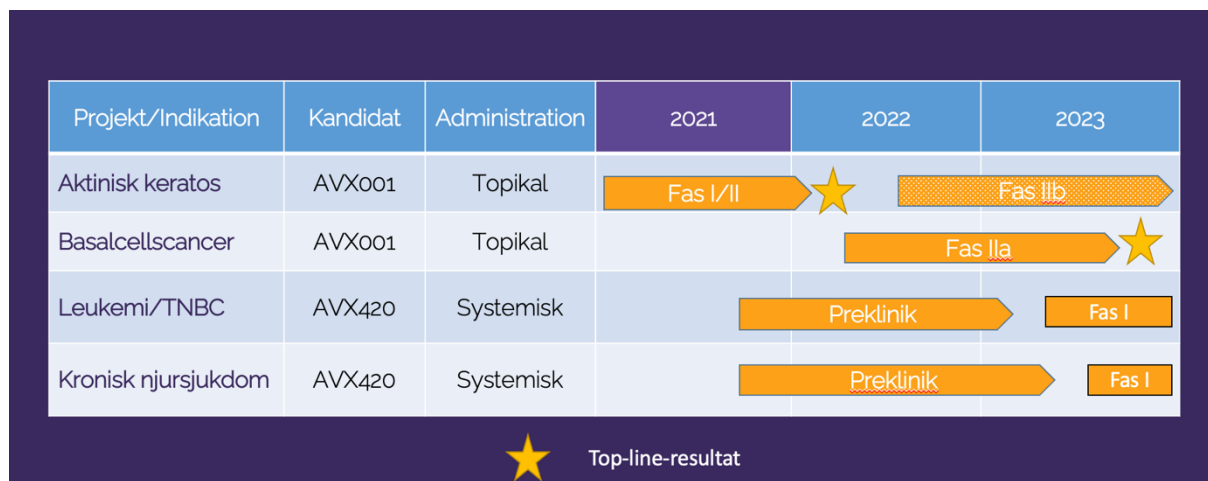 Projekt/Indikation Kandidat Administration 2021 2022 2023
Aktinisk keratos AVX001 Topikal Fas I/II Fas IIb
Basalcellscancer AVX001 Topikal Fas IIa
Leukemi/TNBC AVX420 Systemisk Preklinik Fas I
Kronisk njursjukdom AVX420 Systemisk Preklinik Fas I
Top-line-resultat